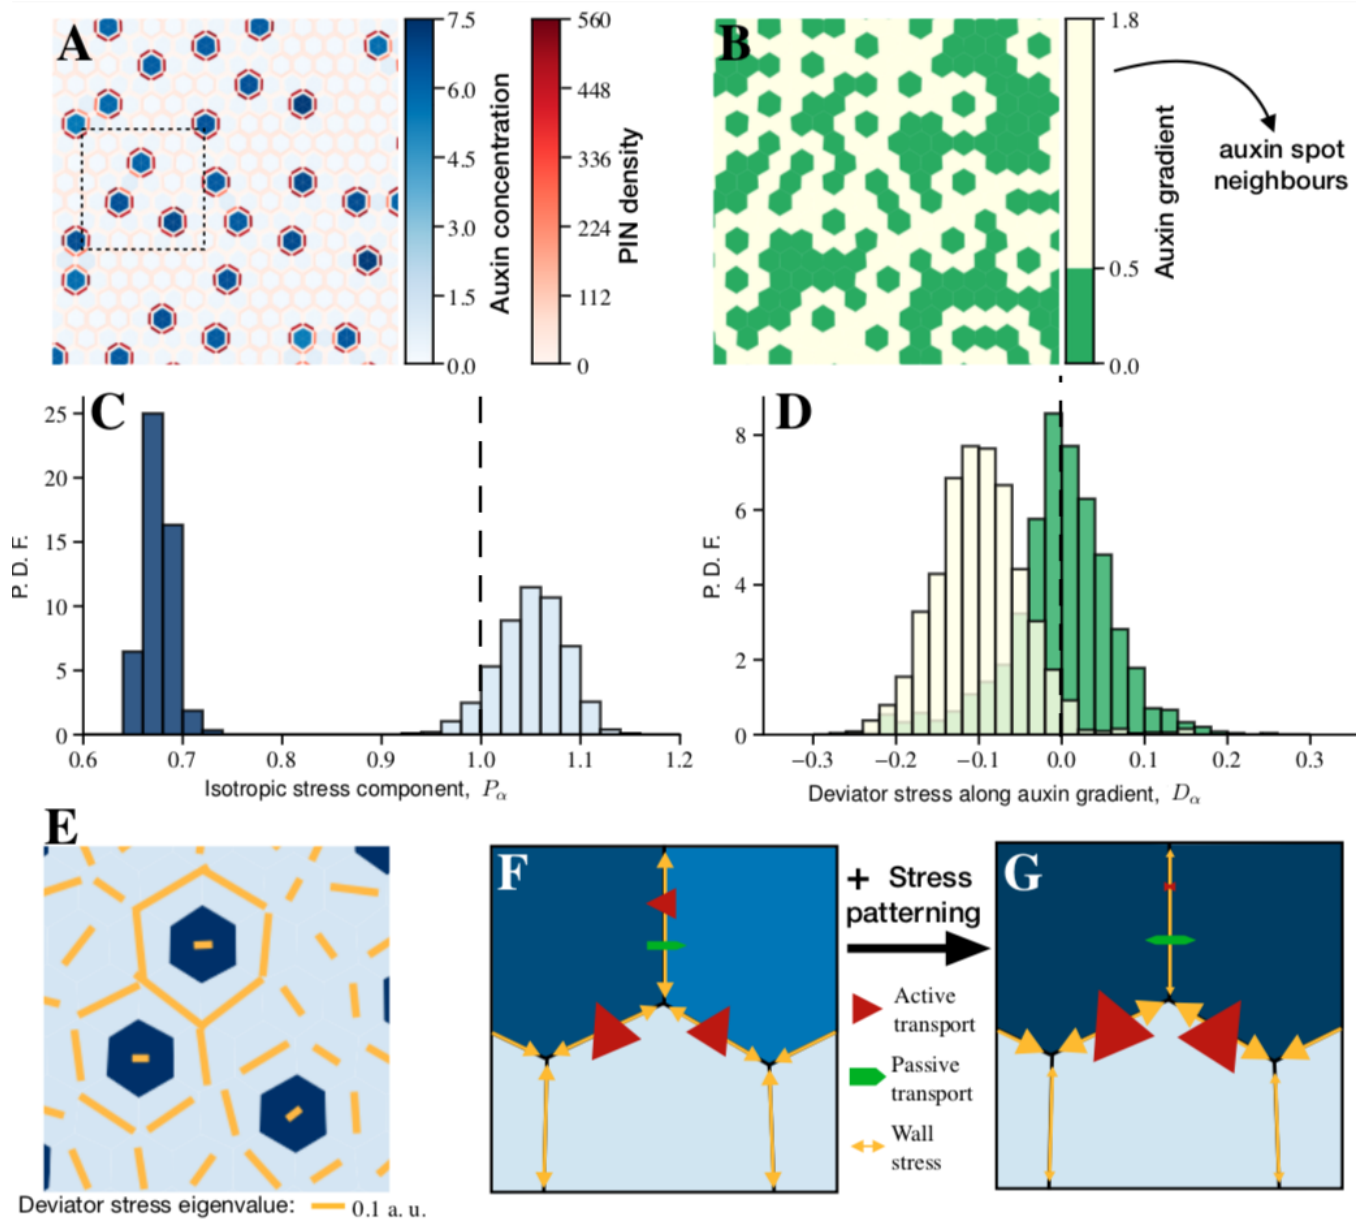 A
7.5
6.0
4.5
3.0
1.5
0.0
Auxin concentration
560
448
336
224
112
0
PIN density
B
1.8
0.5
0.0
Auxin gradient
auxin spot
neighbours
C
25
20
15
10
5
0
P. D. F.
0.6 0.7 0.8 0.9 1.0 1.1 1.2
Isotropic stress component, Pα
D
8
6
4
2
0
P. D. F.
−0.3 −0.2 −0.1 0.0 0.1 0.2 0.3
Deviator stress along auxin gradient, Dα
E
Deviator stress eigenvalue: 0.1 a. u.
F
+ Stress
patterning
Active
transport
Passive
transport
Wall
stress
G